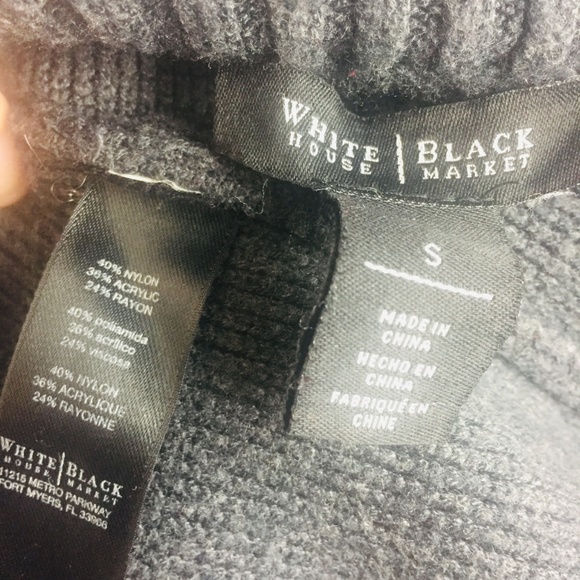 WHITE HOUSE | BLACK MARKET
S
MADE IN
CHINA
HECHO EN
CHINA
FABRIQUÉ EN
CHINE
40% NYLON
36% ACRYLIC
24% RAYON
40% poliamida
36% acrílico
24% viscosa
40% NYLON
36% ACRYLIQUE
24% RAYONNE
WHITE HOUSE | BLACK MARKET
11215 METRO PARKWAY
FORT MYERS, FL 33966